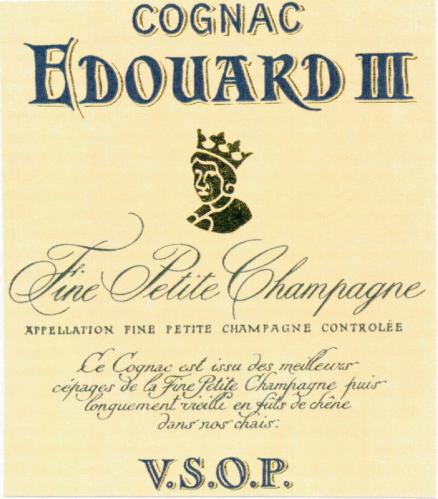 COGNAC
EDOUARD III
Fine Petite Champagne
APPELLATION FINE PETITE CHAMPAGNE CONTROLÉE
Ce Cognac est issu des meilleurs
cépages de la Fine Petite Champagne puis
longuement vieilli en fûts de chêne
dans nos chais.
V.S.O.P.